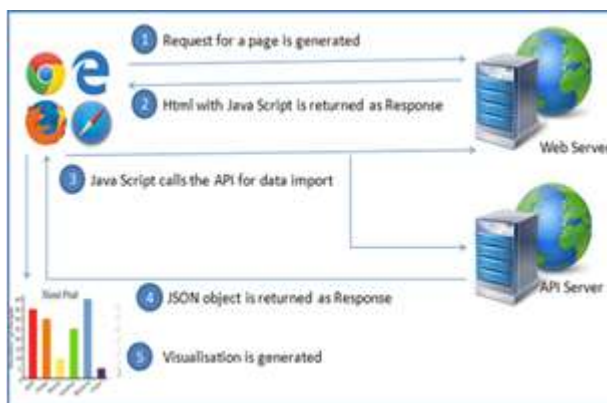 1 Request for a page is generated
2 Html with Java Script is returned as Response
Web Server
3 Java Script calls the API for data import
API Server
4 JSON object is returned as Response
5 Visualisation is generated